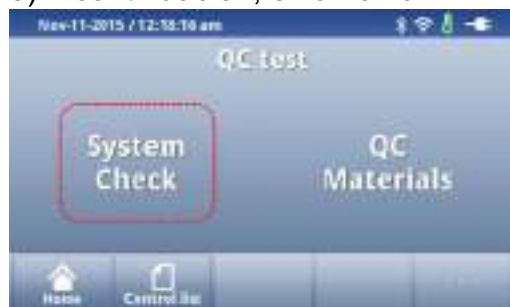 Nov-11-2015 / 12:18:16 am
QC test
System
Check
QC
Materials
Home
Control list